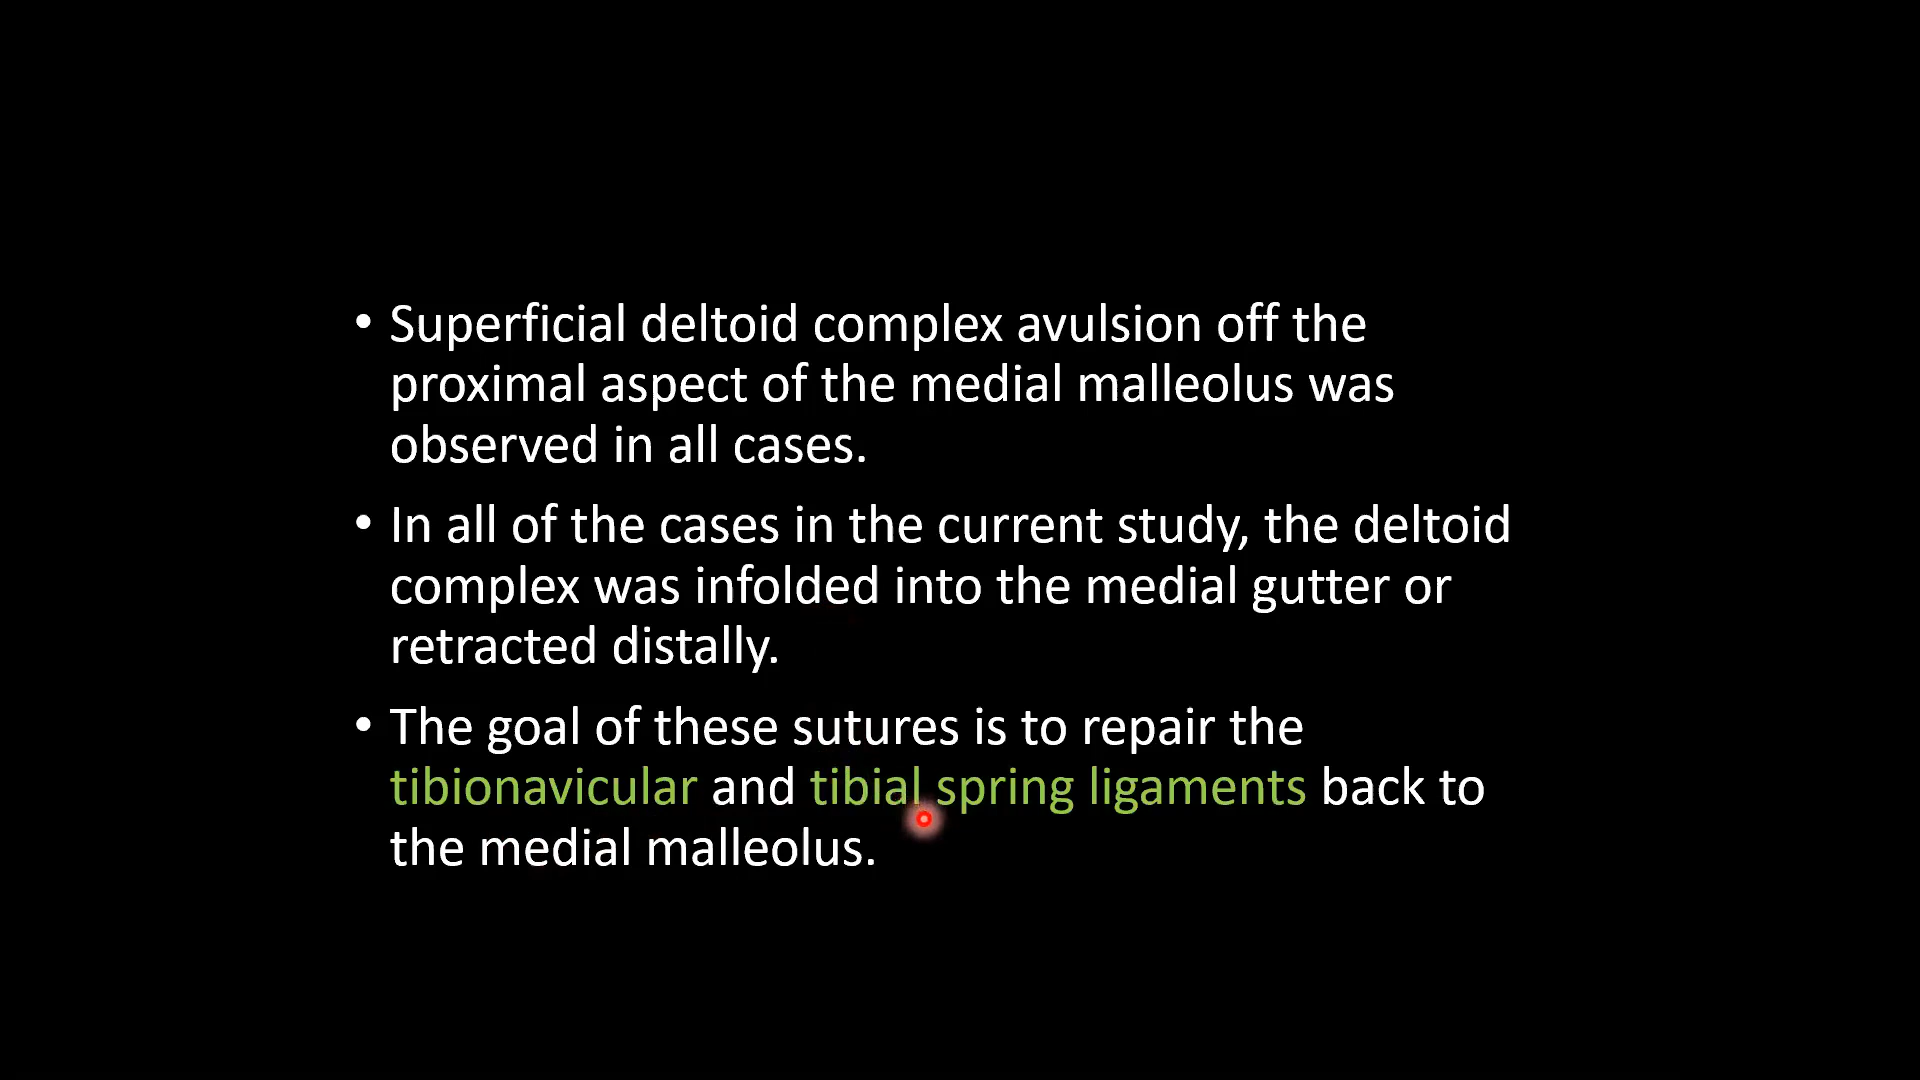 • Superficial deltoid complex avulsion off the
proximal aspect of the medial malleolus was
observed in all cases.
• In all of the cases in the current study, the deltoid
complex was infolded into the medial gutter or
retracted distally.
• The goal of these sutures is to repair the
tibionavicular and tibial spring ligaments back to
the medial malleolus.